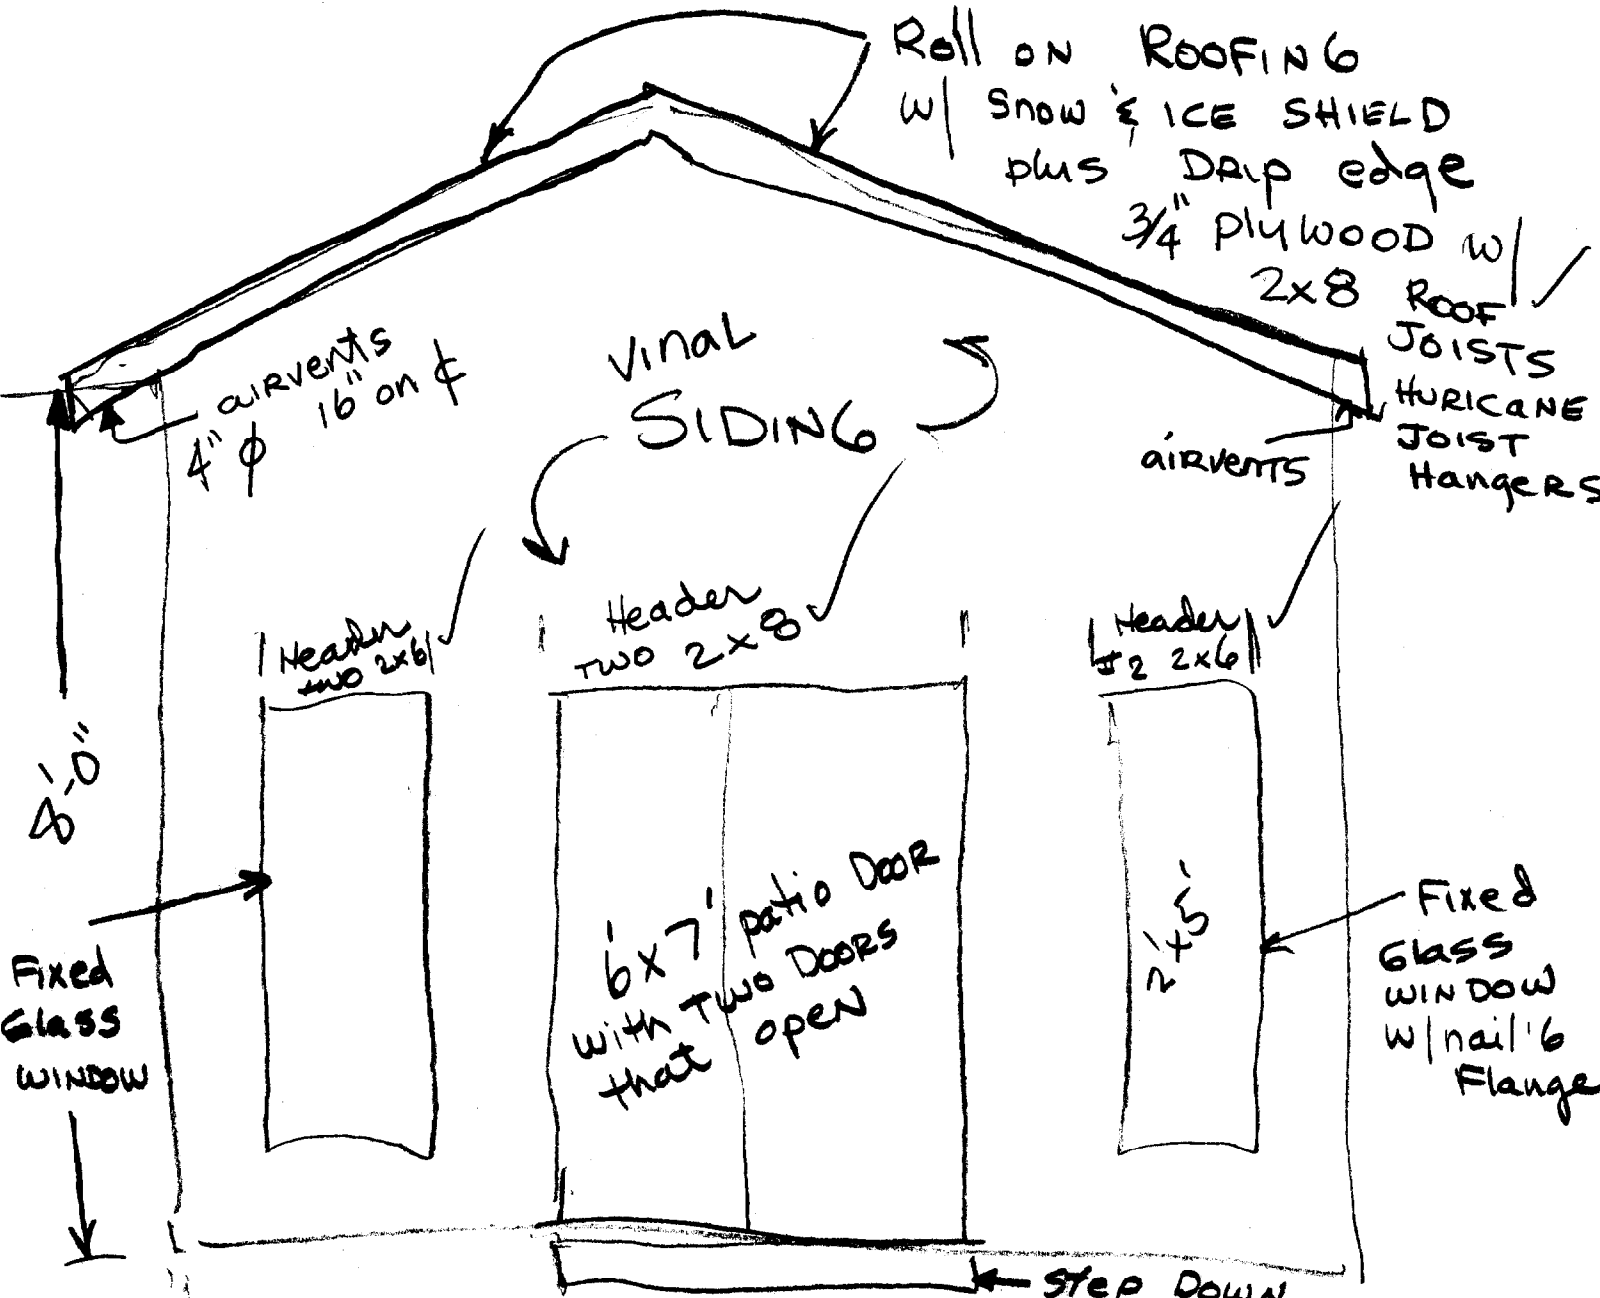 Roll on ROOFING
w/ Snow & ICE SHIELD
plus DRIP edge
3/4" Plywood w/
2x8 ROOF
JOISTS
HURICANE
JOIST
HangeRS
airvents
16" on ¢
4" ϕ
VINAL
SIDING
aiRvenTS
Header
two 2x6
Header
TWO 2x8
Header
#2 2x6
8'-0"
6'x7' patio DOOR
with TWO DOORS
that open
2'x5'
Fixed
Glass
WINDOW
Fixed
Glass
WINDOW
w/nail'G
Flange
STEP DOWN